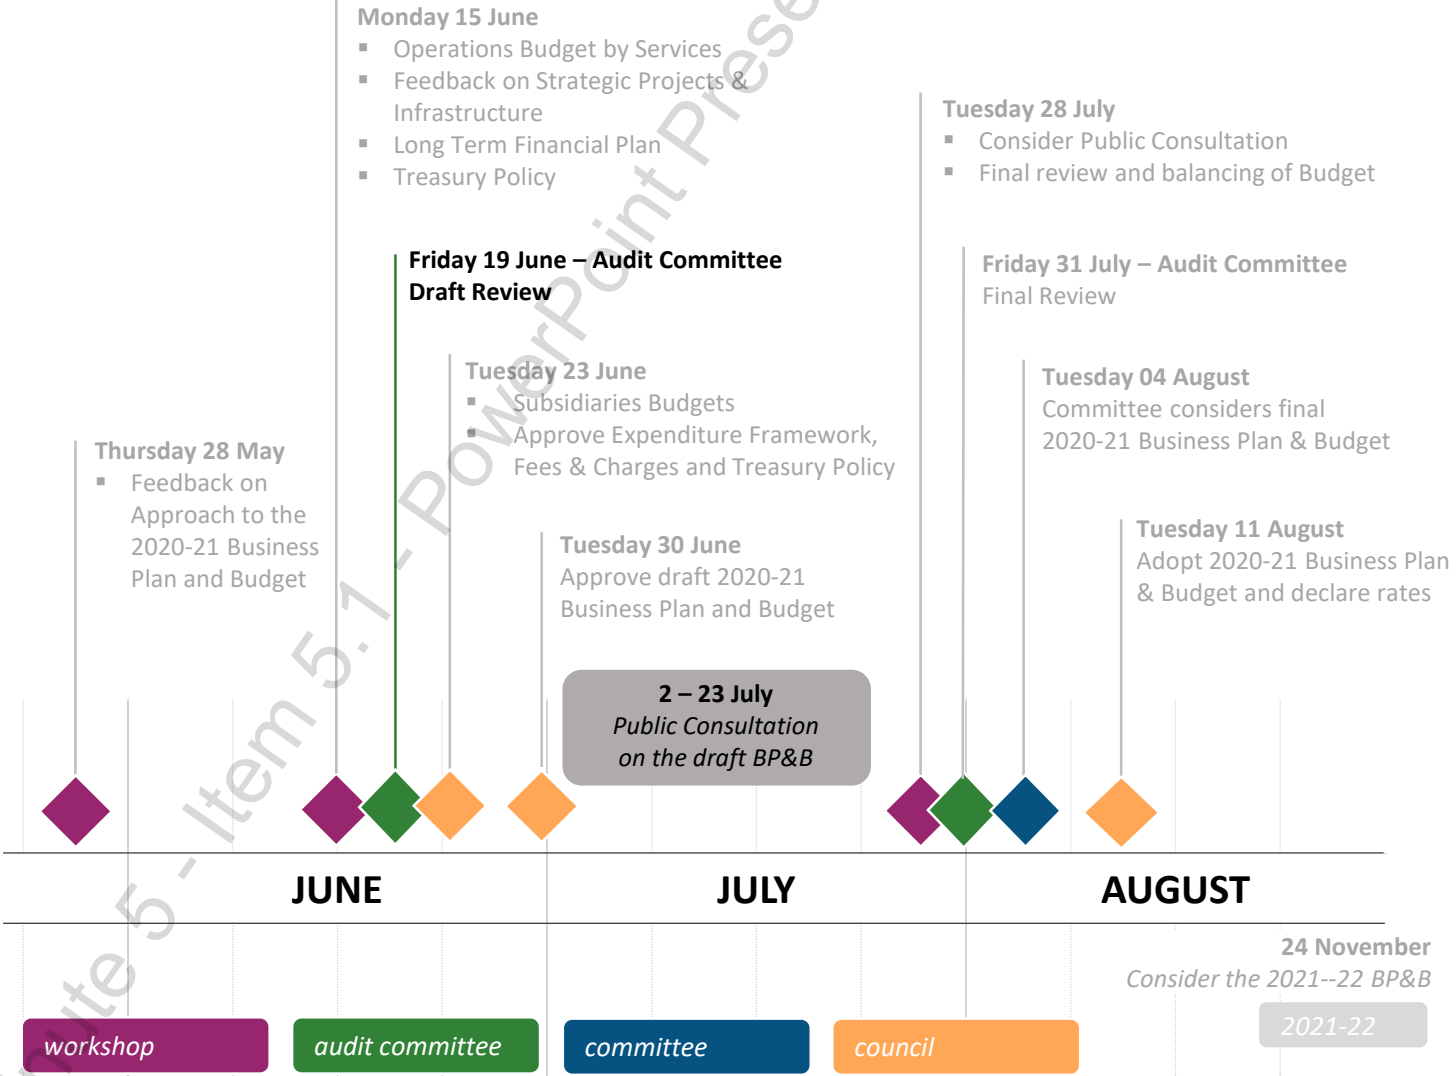 Monday 15 June
▪ Operations Budget by Services
▪ Feedback on Strategic Projects &
Infrastructure
▪ Long Term Financial Plan
▪ Treasury Policy
Tuesday 28 July
▪ Consider Public Consultation
▪ Final review and balancing of Budget
Friday 19 June – Audit Committee
Draft Review
Friday 31 July – Audit Committee
Final Review
Tuesday 23 June
▪ Subsidiaries Budgets
▪ Approve Expenditure Framework,
Fees & Charges and Treasury Policy
Tuesday 04 August
Committee considers final
2020-21 Business Plan & Budget
Thursday 28 May
▪ Feedback on
Approach to the
2020-21 Business
Plan and Budget
Tuesday 30 June
Approve draft 2020-21
Business Plan and Budget
Tuesday 11 August
Adopt 2020-21 Business Plan
& Budget and declare rates
2 – 23 July
Public Consultation
on the draft BP&B
JUNE
JULY
AUGUST
24 November
Consider the 2021--22 BP&B
2021-22
workshop
audit committee
committee
council
5 - Item 5.1 - PowerPoint